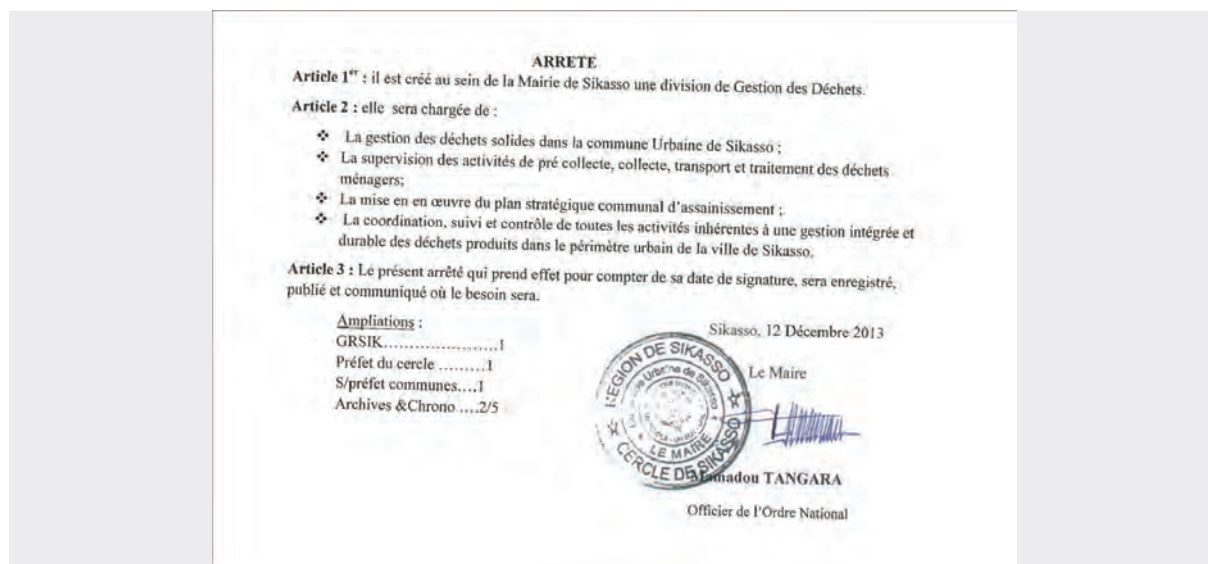 ARRETE
Article 1er : il est créé au sein de la Mairie de Sikasso une division de Gestion des Déchets.
Article 2 : elle sera chargée de :
❖ La gestion des déchets solides dans la commune Urbaine de Sikasso ;
❖ La supervision des activités de pré collecte, collecte, transport et traitement des déchets
ménagers;
❖ La mise en en œuvre du plan stratégique communal d'assainissement ;
❖ La coordination, suivi et contrôle de toutes les activités inhérentes à une gestion intégrée et
durable des déchets produits dans le périmètre urbain de la ville de Sikasso.
Article 3 : Le présent arrêté qui prend effet pour compter de sa date de signature, sera enregistré,
publié et communiqué où le besoin sera.
Ampliations :
GRSIK......................1
Préfet du cercle .........1
S/préfet communes....1
Archives &Chrono ....2/5
Sikasso, 12 Décembre 2013
Le Maire
REGION DE SIKASSO
CERCLE DE SIKASSO
Urbaine de Sikasso
LE MAIRE
Mamadou TANGARA
Officier de l'Ordre National